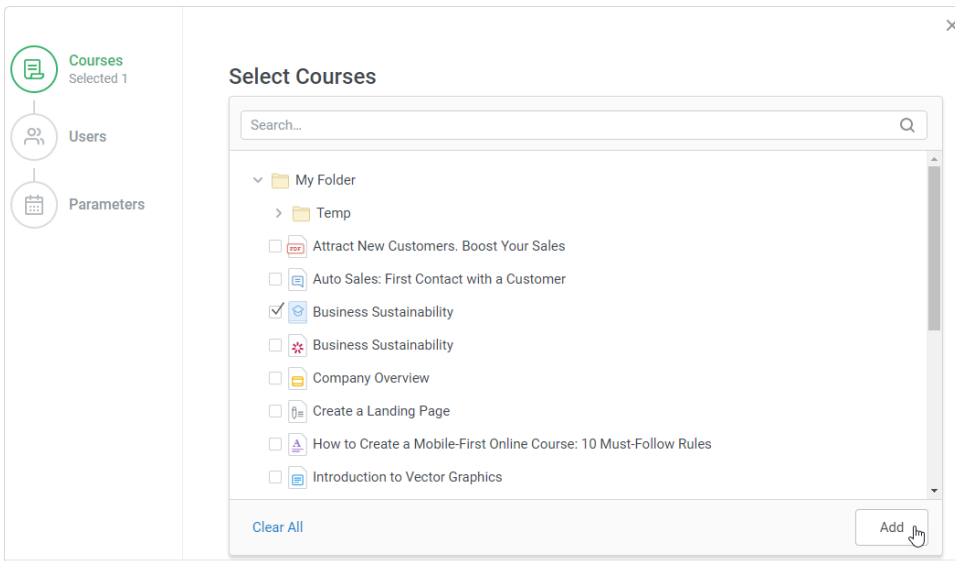 Courses
Selected 1
Users
Parameters
Select Courses
Search...
My Folder
Temp
PDF
Attract New Customers. Boost Your Sales
Auto Sales: First Contact with a Customer
Business Sustainability
Business Sustainability
Company Overview
Create a Landing Page
A
How to Create a Mobile-First Online Course: 10 Must-Follow Rules
Introduction to Vector Graphics
Clear All
Add